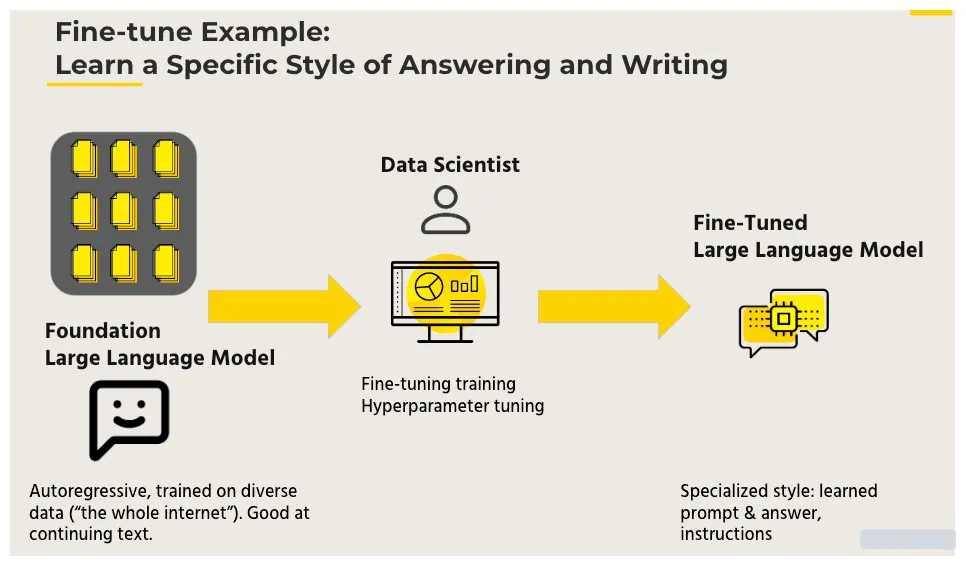 Fine-tune Example:
Learn a Specific Style of Answering and Writing
Data Scientist
Fine-Tuned
Large Language Model
Foundation
Large Language Model
Fine-tuning training
Hyperparameter tuning
Autoregressive, trained on diverse
data (“the whole internet”). Good at
continuing text.
Specialized style: learned
prompt & answer,
instructions